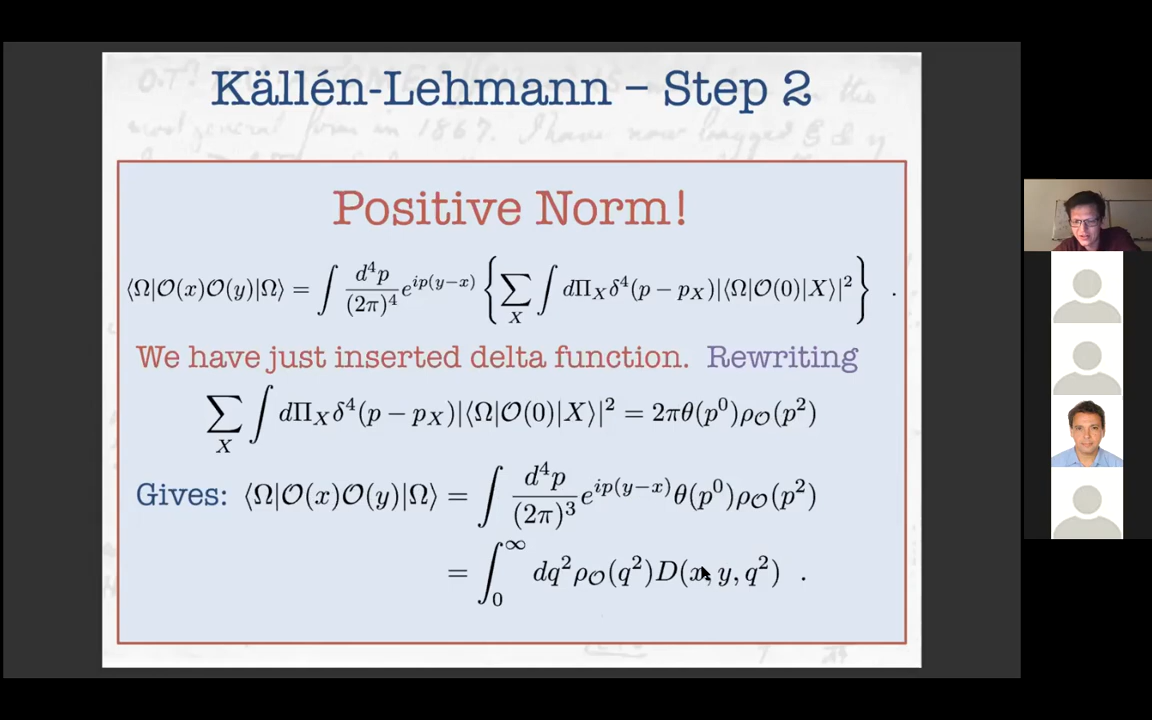 Källén-Lehmann – Step 2
Positive Norm!
⟨Ω|𝒪(x)𝒪(y)|Ω⟩ = ∫ d⁴p/(2π)⁴ e^{ip(y−x)} { ∑_X ∫ dΠ_X δ⁴(p − p_X)|⟨Ω|𝒪(0)|X⟩|² } .
We have just inserted delta function. Rewriting
∑_X ∫ dΠ_X δ⁴(p − p_X)|⟨Ω|𝒪(0)|X⟩|² = 2πθ(p⁰)ρ_𝒪(p²)
Gives: ⟨Ω|𝒪(x)𝒪(y)|Ω⟩ = ∫ d⁴p/(2π)³ e^{ip(y−x)} θ(p⁰)ρ_𝒪(p²)
= ∫₀^∞ dq² ρ_𝒪(q²)D(x, y, q²) .